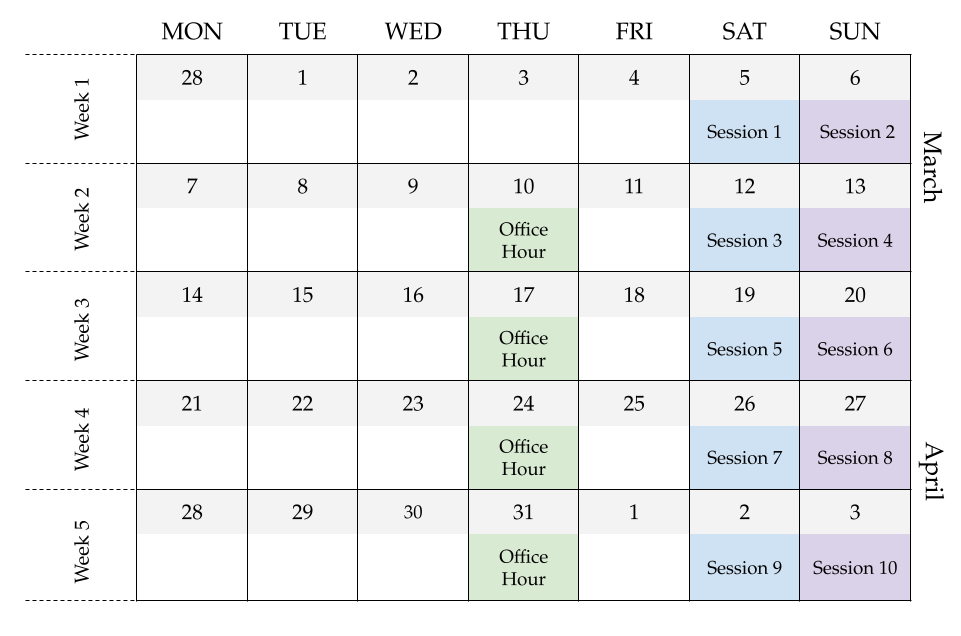 MON TUE WED THU FRI SAT SUN
Week 1
28 1 2 3 4 5 6
Session 1 Session 2
March
Week 2
7 8 9 10 11 12 13
Office
Hour
Session 3 Session 4
Week 3
14 15 16 17 18 19 20
Office
Hour
Session 5 Session 6
Week 4
21 22 23 24 25 26 27
Office
Hour
Session 7 Session 8
April
Week 5
28 29 30 31 1 2 3
Office
Hour
Session 9 Session 10